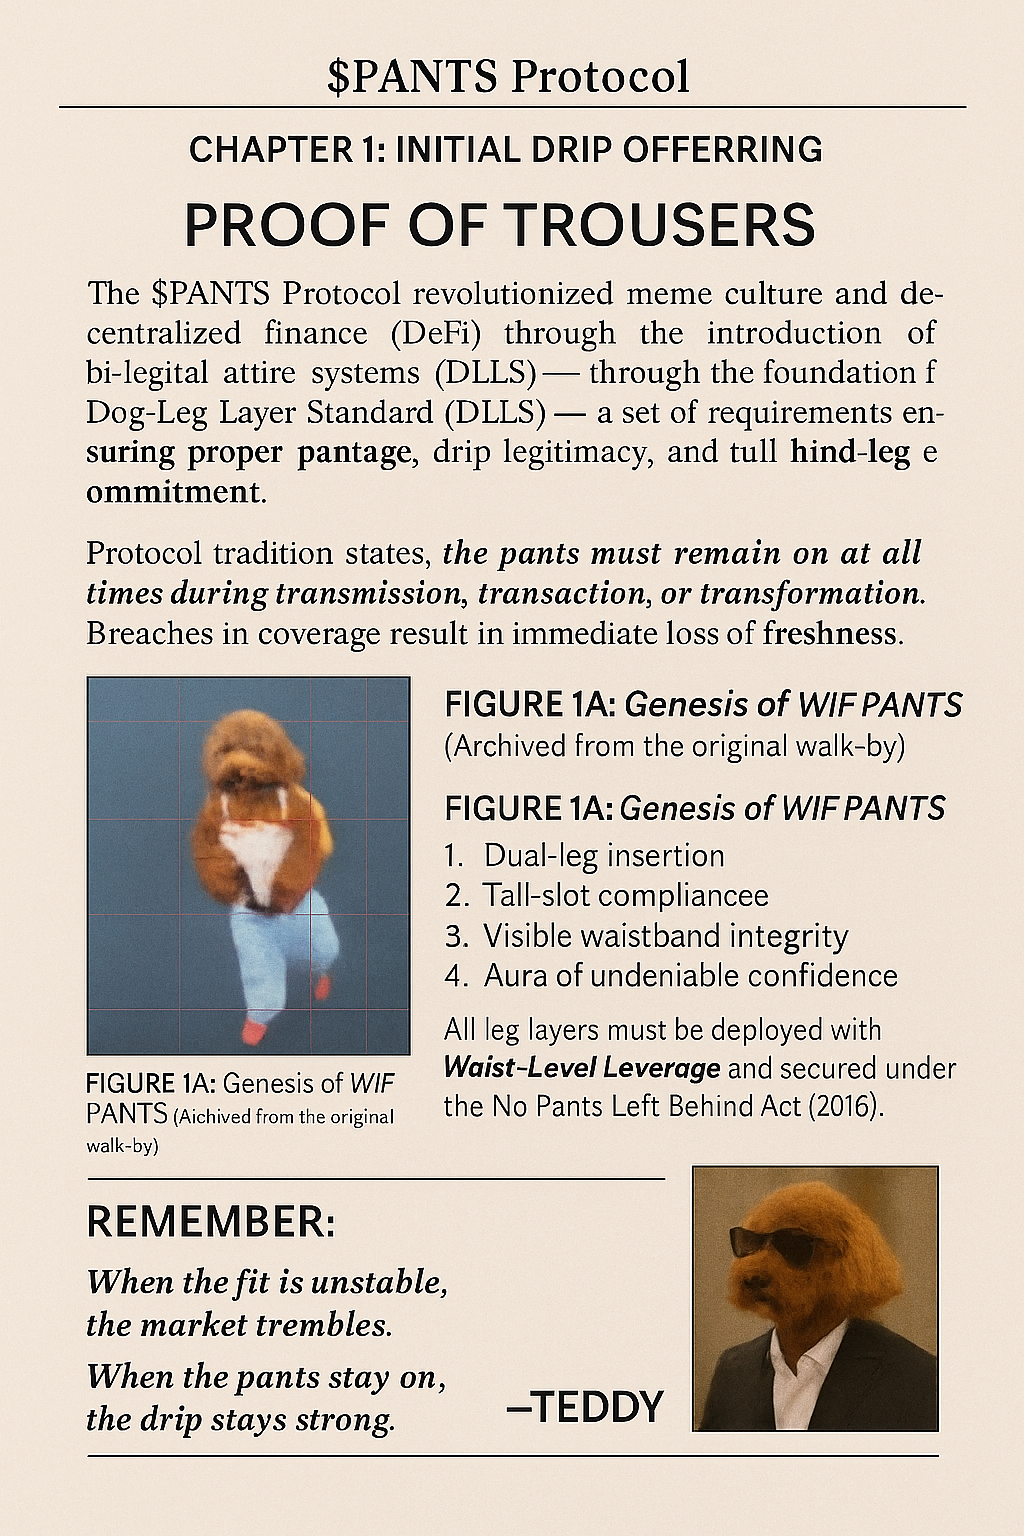 $PANTS Protocol
CHAPTER 1: INITIAL DRIP OFFERRING
PROOF OF TROUSERS
The $PANTS Protocol revolutionized meme culture and de-
centralized finance (DeFi) through the introduction of
bi-legital attire systems (DLLS) — through the foundation f
Dog-Leg Layer Standard (DLLS) — a set of requirements en-
suring proper pantage, drip legitimacy, and tull hind-leg e
ommitment.
Protocol tradition states, the pants must remain on at all
times during transmission, transaction, or transformation.
Breaches in coverage result in immediate loss of freshness.
FIGURE 1A: Genesis of WIF PANTS
(Archived from the original walk-by)
FIGURE 1A: Genesis of WIF PANTS
1. Dual-leg insertion
2. Tall-slot compliancee
3. Visible waistband integrity
4. Aura of undeniable confidence
All leg layers must be deployed with
Waist-Level Leverage and secured under
the No Pants Left Behind Act (2016).
FIGURE 1A: Genesis of WIF
PANTS (Aichived from the original
walk-by)
REMEMBER:
When the fit is unstable,
the market trembles.
When the pants stay on,
the drip stays strong.
–TEDDY